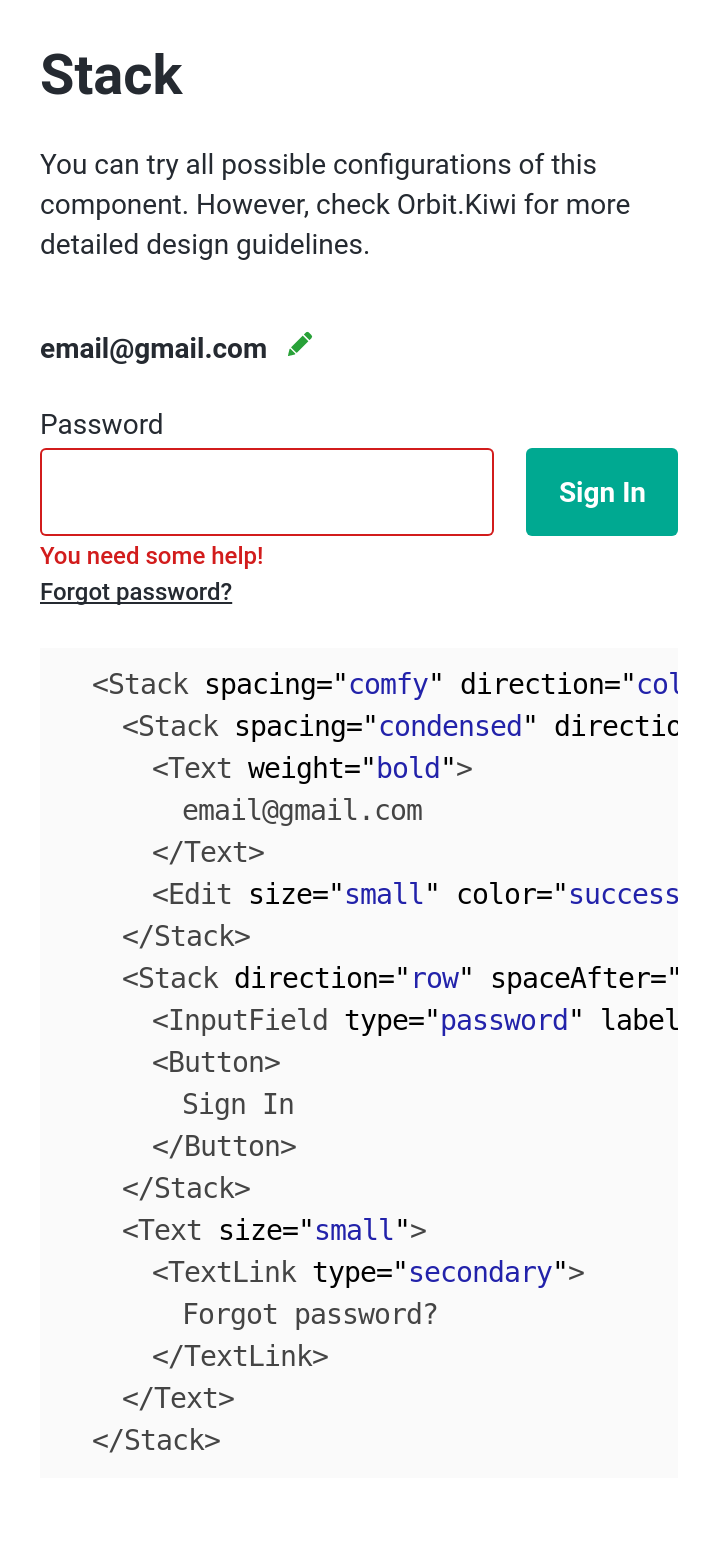 Stack
You can try all possible configurations of this
component. However, check Orbit.Kiwi for more
detailed design guidelines.
email@gmail.com
Password
Sign In
You need some help!
Forgot password?
<Stack spacing="comfy" direction="col
<Stack spacing="condensed" directio
<Text weight="bold">
email@gmail.com
</Text>
<Edit size="small" color="success
</Stack>
<Stack direction="row" spaceAfter="
<InputField type="password" label
<Button>
Sign In
</Button>
</Stack>
<Text size="small">
<TextLink type="secondary">
Forgot password?
</TextLink>
</Text>
</Stack>